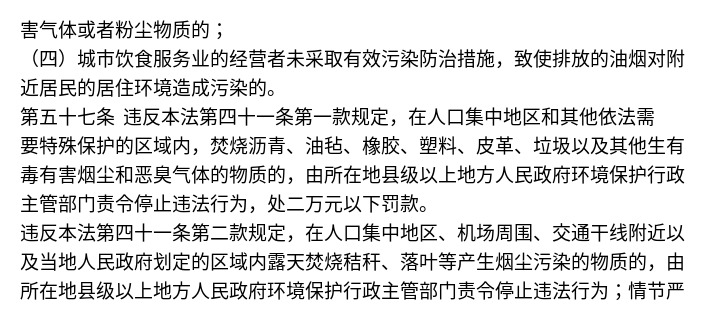 害气体或者粉尘物质的；
（四）城市饮食服务业的经营者未采取有效污染防治措施，致使排放的油烟对附
近居民的居住环境造成污染的。
第五十七条 违反本法第四十一条第一款规定，在人口集中地区和其他依法需
要特殊保护的区域内，焚烧沥青、油毡、橡胶、塑料、皮革、垃圾以及其他生有
毒有害烟尘和恶臭气体的物质的，由所在地县级以上地方人民政府环境保护行政
主管部门责令停止违法行为，处二万元以下罚款。
违反本法第四十一条第二款规定，在人口集中地区、机场周围、交通干线附近以
及当地人民政府划定的区域内露天焚烧秸秆、落叶等产生烟尘污染的物质的，由
所在地县级以上地方人民政府环境保护行政主管部门责令停止违法行为；情节严